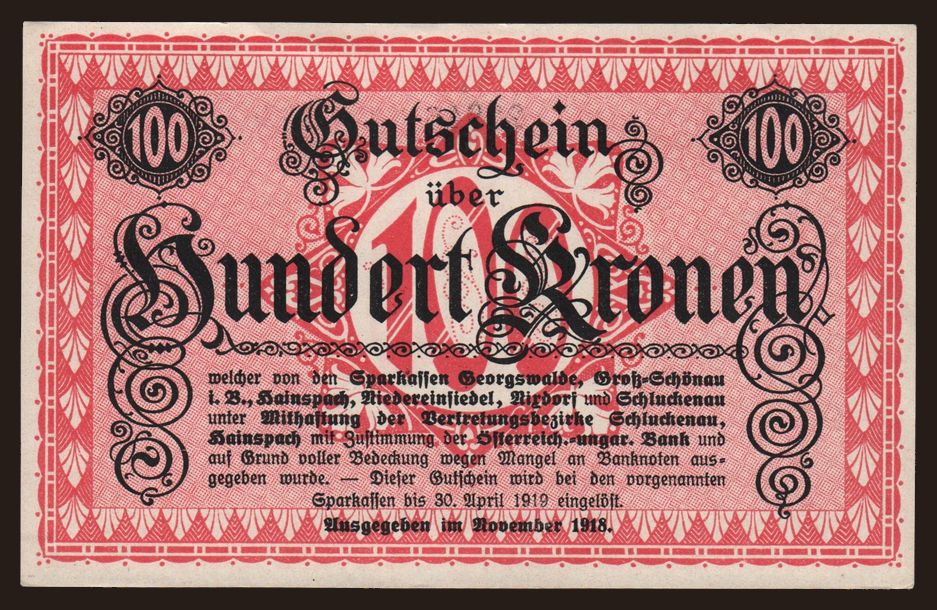 100 100
Gutschein
über
100
Hundert Kronen
welcher von den Sparkassen Georgswalde, Groß-Schönau
i. B., Hainspach, Niedereinsiedel, Nixdorf und Schluckenau
unter Mithaftung der Vertretungsbezirke Schluckenau,
Hainspach mit Zustimmung der Österreich.-ungar. Bank und
auf Grund voller Bedeckung wegen Mangel an Banknoten aus-
gegeben wurde. — Dieser Gutschein wird bei den vorgenannten
Sparkassen bis 30. April 1919 eingelöst.
Ausgegeben im November 1918.